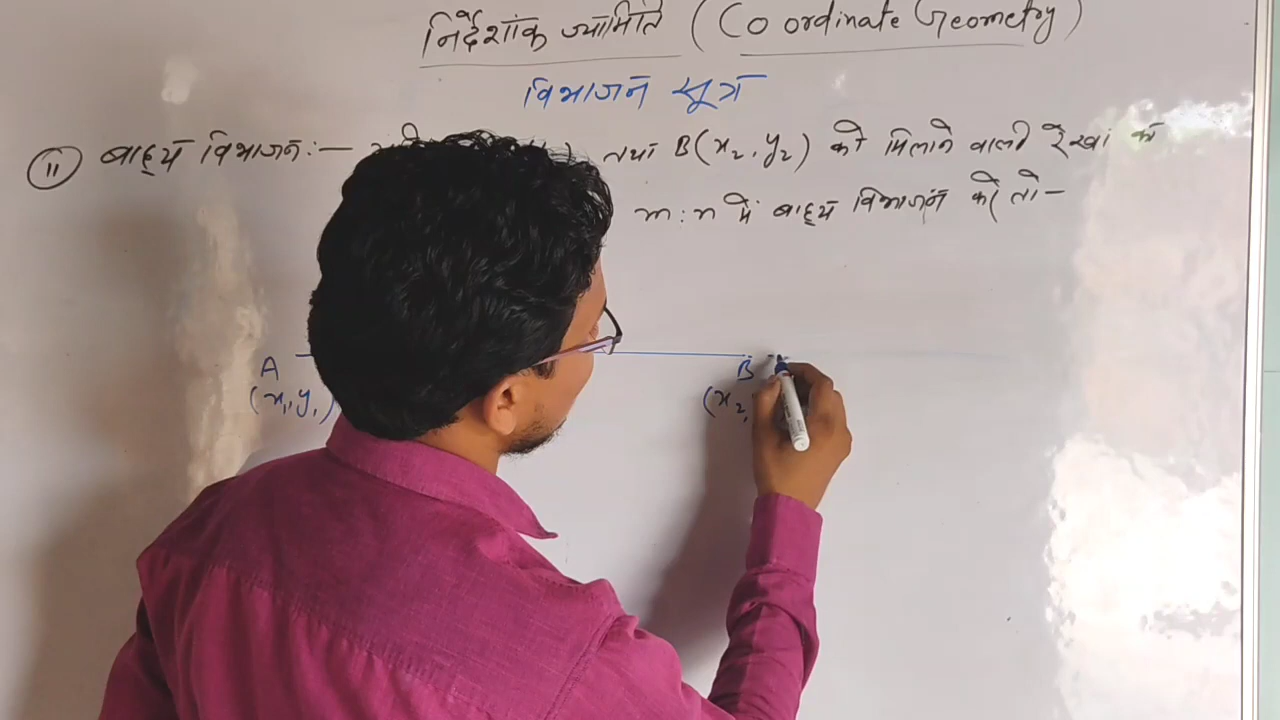 निर्देशांक ज्यामिति (Coordinate Geometry)
विभाजन सूत्र
(ii) बाह्य विभाजन :- तथा B(x₂, y₂) को मिलाने वाली रेखा को
m : n में बाह्य विभाजन करे तो -
A B
(x₁, y₁) (x₂,